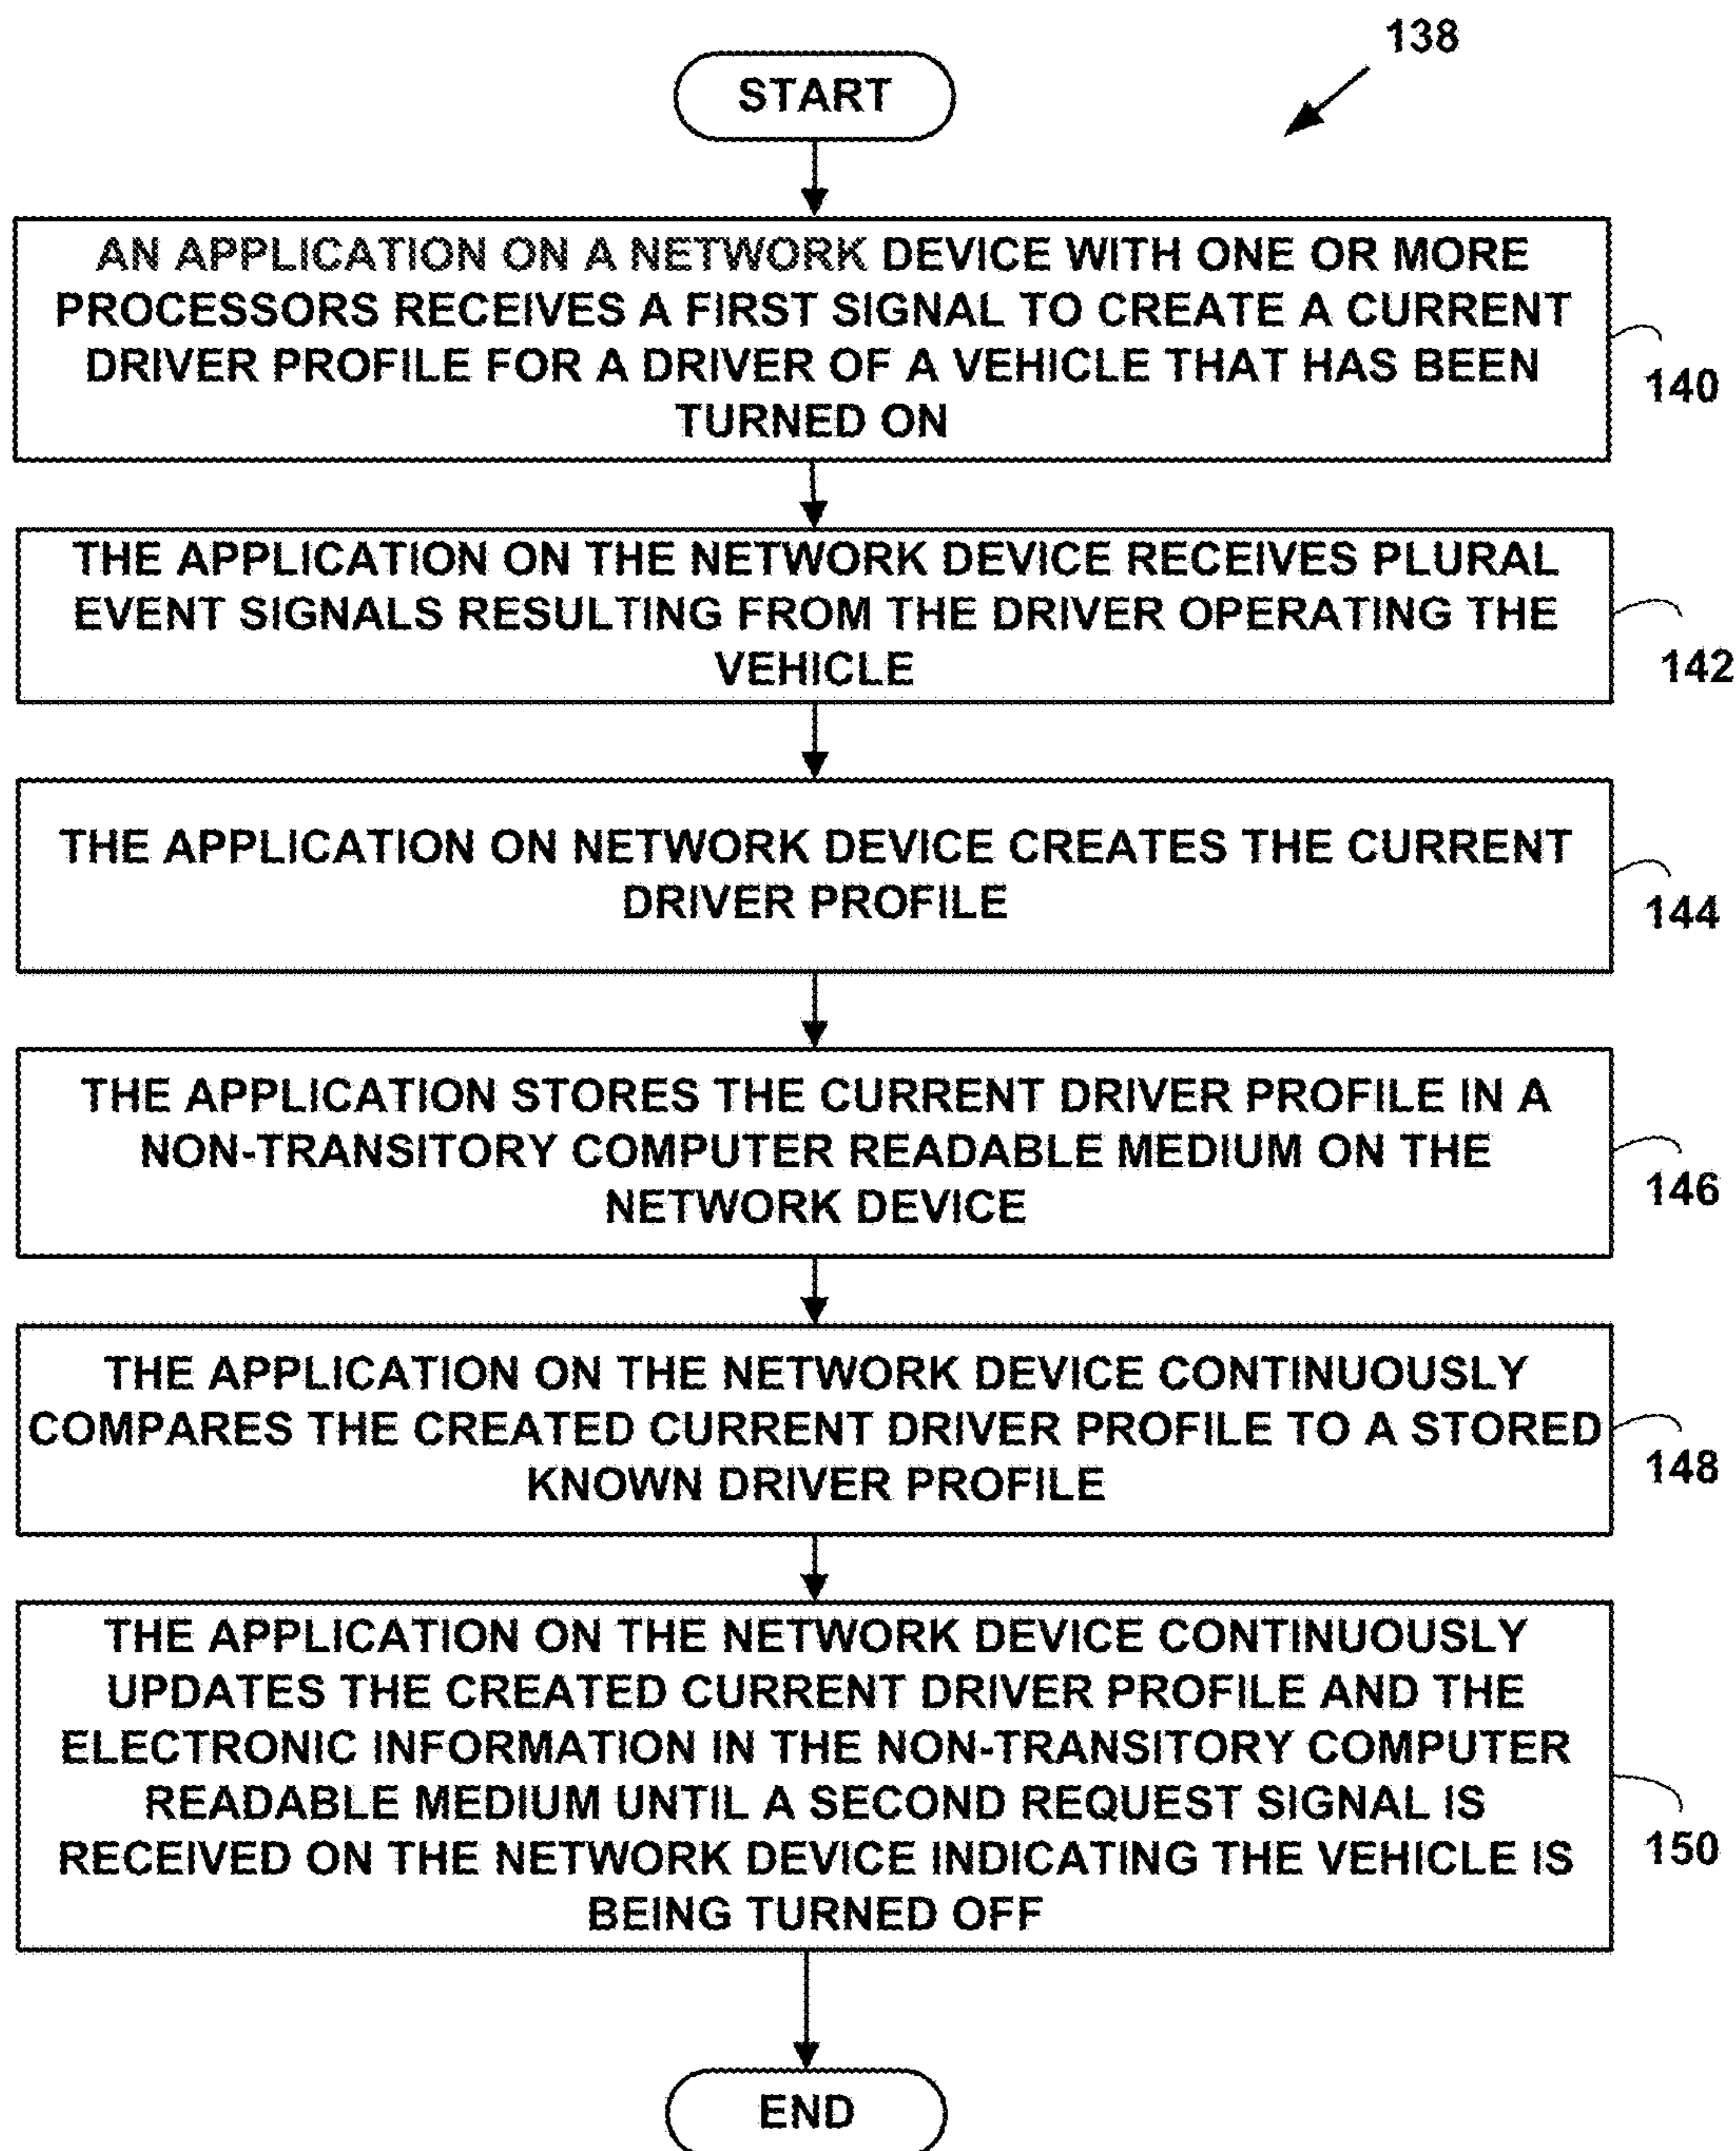 138
START
AN APPLICATION ON A NETWORK DEVICE WITH ONE OR MORE
PROCESSORS RECEIVES A FIRST SIGNAL TO CREATE A CURRENT
DRIVER PROFILE FOR A DRIVER OF A VEHICLE THAT HAS BEEN
TURNED ON
140
THE APPLICATION ON THE NETWORK DEVICE RECEIVES PLURAL
EVENT SIGNALS RESULTING FROM THE DRIVER OPERATING THE
VEHICLE
142
THE APPLICATION ON NETWORK DEVICE CREATES THE CURRENT
DRIVER PROFILE
144
THE APPLICATION STORES THE CURRENT DRIVER PROFILE IN A
NON-TRANSITORY COMPUTER READABLE MEDIUM ON THE
NETWORK DEVICE
146
THE APPLICATION ON THE NETWORK DEVICE CONTINUOUSLY
COMPARES THE CREATED CURRENT DRIVER PROFILE TO A STORED
KNOWN DRIVER PROFILE
148
THE APPLICATION ON THE NETWORK DEVICE CONTINUOUSLY
UPDATES THE CREATED CURRENT DRIVER PROFILE AND THE
ELECTRONIC INFORMATION IN THE NON-TRANSITORY COMPUTER
READABLE MEDIUM UNTIL A SECOND REQUEST SIGNAL IS
RECEIVED ON THE NETWORK DEVICE INDICATING THE VEHICLE IS
BEING TURNED OFF
150
END